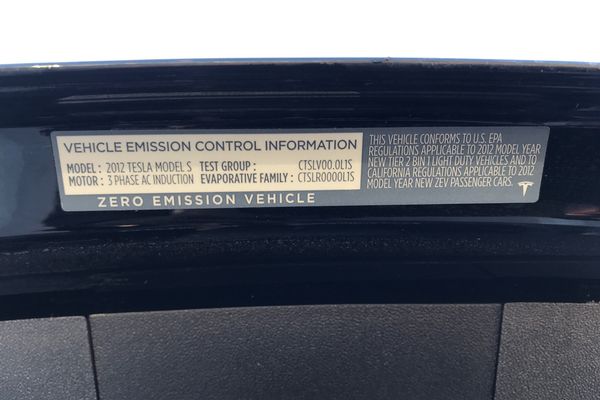 VEHICLE EMISSION CONTROL INFORMATION
MODEL : 2012 TESLA MODEL S TEST GROUP : CTSLV00.0L1S
MOTOR : 3 PHASE AC INDUCTION EVAPORATIVE FAMILY : CTSLR0000L1S
ZERO EMISSION VEHICLE
THIS VEHICLE CONFORMS TO U.S. EPA
REGULATIONS APPLICABLE TO 2012 MODEL YEAR
NEW TIER 2 BIN 1 LIGHT DUTY VEHICLES AND TO
CALIFORNIA REGULATIONS APPLICABLE TO 2012
MODEL YEAR NEW ZEV PASSENGER CARS.